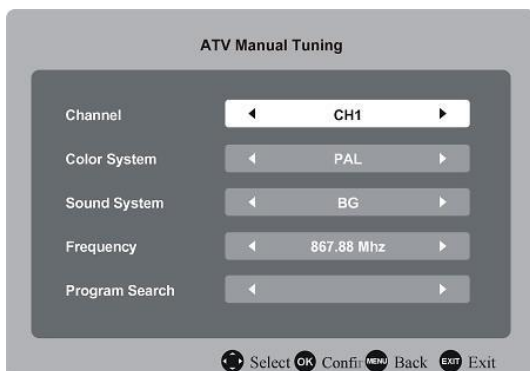 ATV Manual Tuning
Channel CH1
Color System PAL
Sound System BG
Frequency 867.88 Mhz
Program Search
Select OK Confir MENU Back EXIT Exit